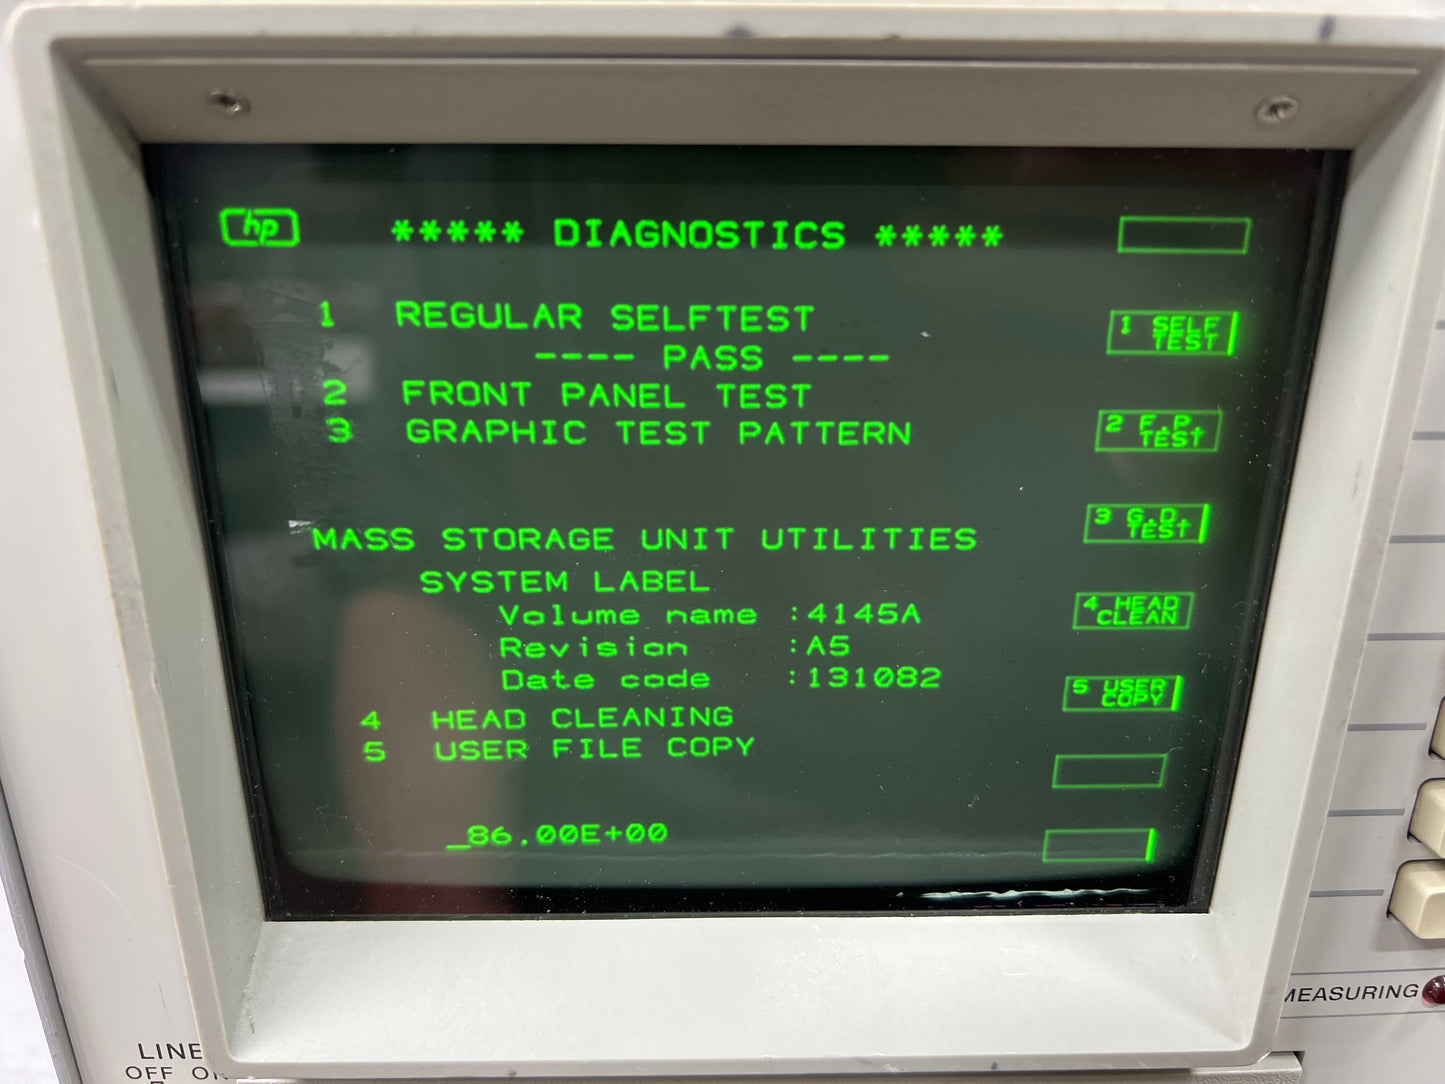 hp ***** DIAGNOSTICS *****
1 REGULAR SELFTEST
---- PASS ----
2 FRONT PANEL TEST
3 GRAPHIC TEST PATTERN
MASS STORAGE UNIT UTILITIES
SYSTEM LABEL
Volume name :4145A
Revision :A5
Date code :131082
4 HEAD CLEANING
5 USER FILE COPY
_86.00E+00
1 SELF
TEST
2 F.P.
TEST
3 G.D.
TEST
4 HEAD
CLEAN
5 USER
COPY
MEASURING
LINE
OFF ON